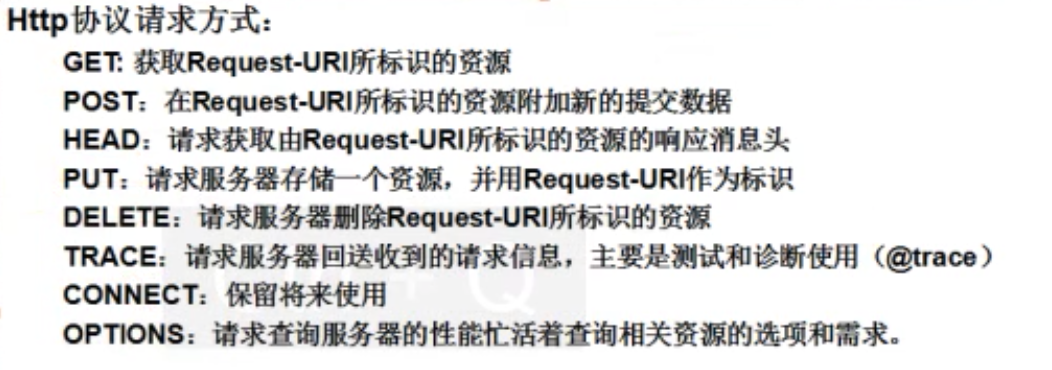 Http协议请求方式：
GET: 获取Request-URI所标识的资源
POST：在Request-URI所标识的资源附加新的提交数据
HEAD：请求获取由Request-URI所标识的资源的响应消息头
PUT：请求服务器存储一个资源，并用Request-URI作为标识
DELETE：请求服务器删除Request-URI所标识的资源
TRACE：请求服务器回送收到的请求信息，主要是测试和诊断使用（@trace）
CONNECT：保留将来使用
OPTIONS：请求查询服务器的性能忙活着查询相关资源的选项和需求。